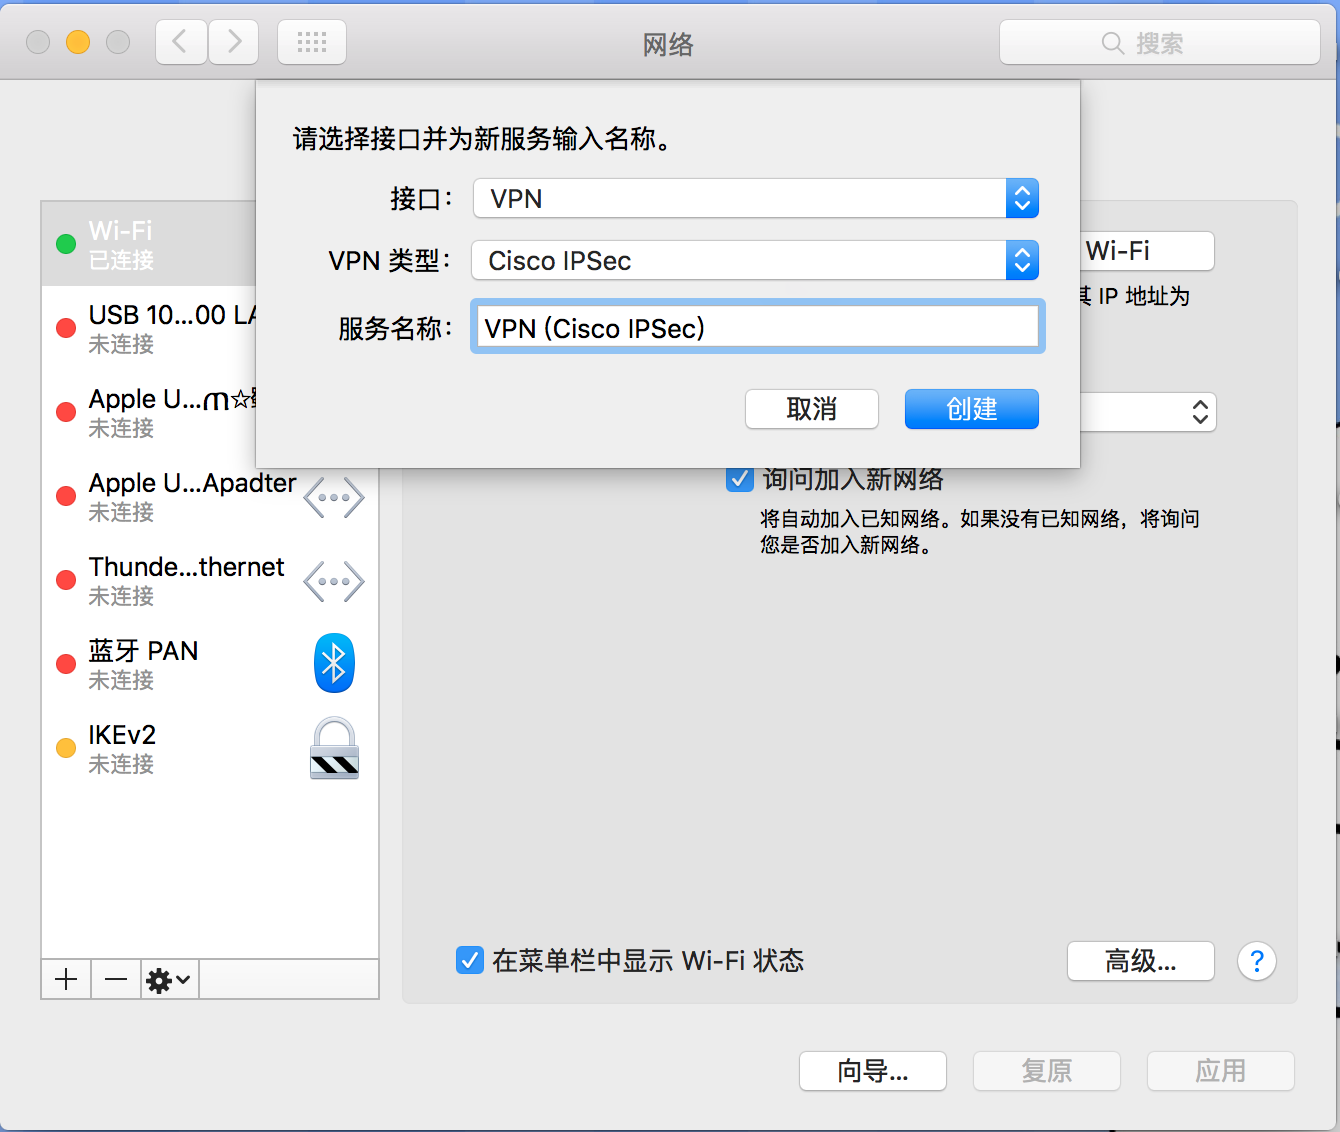 网络
搜索
请选择接口并为新服务输入名称。
接口：
VPN
VPN 类型：
Cisco IPSec
服务名称：
VPN (Cisco IPSec)
取消
创建
Wi-Fi
已连接
USB 10...00 LA
未连接
Apple U...m☆
未连接
Apple U...Apadter
未连接
Thunde...thernet
未连接
蓝牙 PAN
未连接
IKEv2
未连接
Wi-Fi
其 IP 地址为
询问加入新网络
将自动加入已知网络。如果没有已知网络，将询问
您是否加入新网络。
在菜单栏中显示 Wi-Fi 状态
高级...
?
向导...
复原
应用